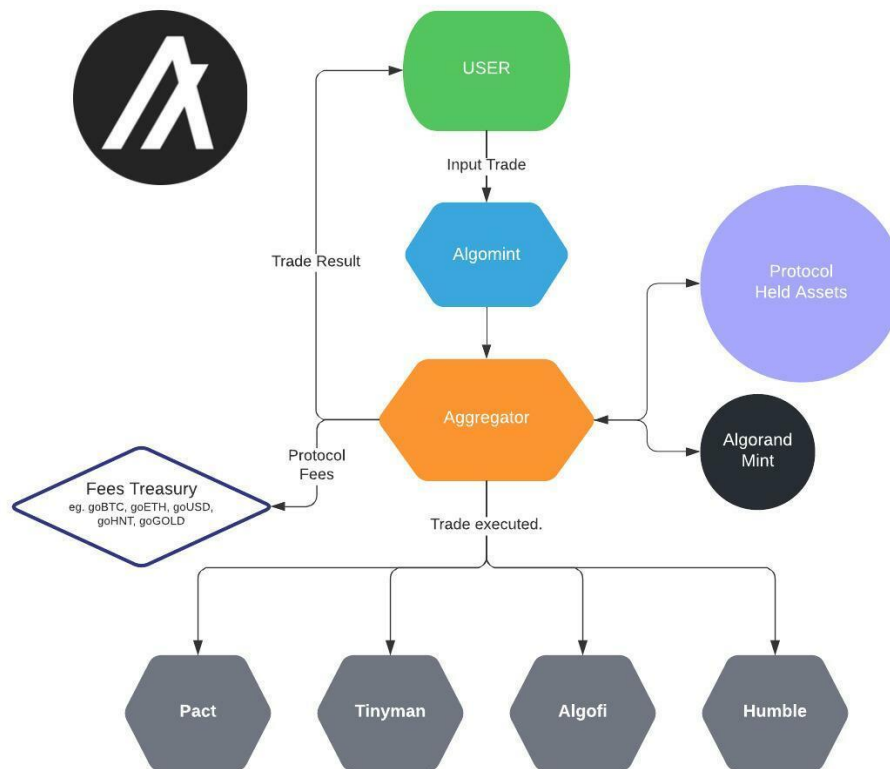 USER
Input Trade
Algomint
Trade Result
Protocol
Held Assets
Aggregator
Algorand
Mint
Protocol
Fees
Fees Treasury
eg. goBTC, goETH, goUSD,
goHNT, goGOLD
Trade executed.
Pact
Tinyman
Algofi
Humble